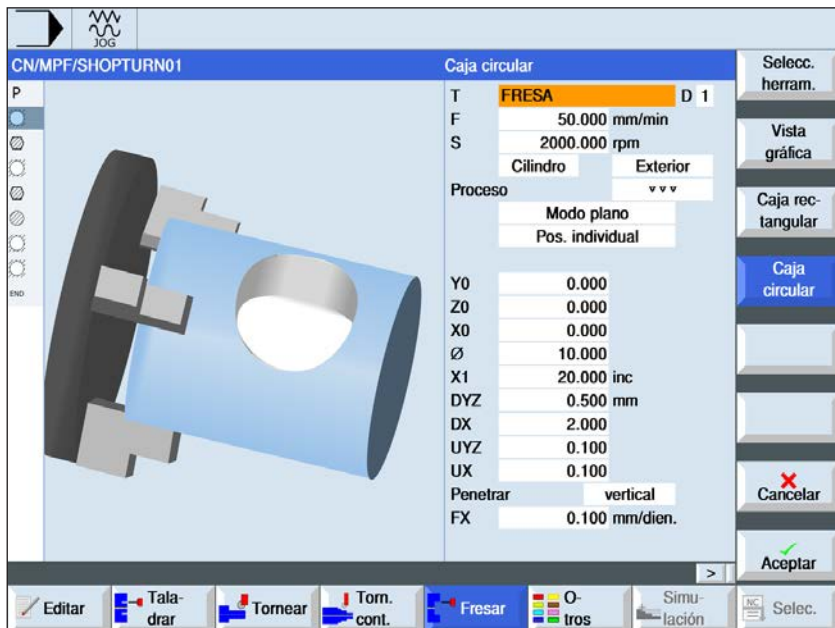 JOG
CN/MPF/SHOPTURN01
Caja circular
P
END
T FRESA D 1
F 50.000 mm/min
S 2000.000 rpm
Cilindro Exterior
Proceso ▿▿▿
Modo plano
Pos. individual
Y0 0.000
Z0 0.000
X0 0.000
Ø 10.000
X1 20.000 inc
DYZ 0.500 mm
DX 2.000
UYZ 0.100
UX 0.100
Penetrar vertical
FX 0.100 mm/dien.
Selecc.
herram.
Vista
gráfica
Caja rec-
tangular
Caja
circular
Cancelar
Aceptar
>
Editar
Tala-
drar
Tornear
Torn.
cont.
Fresar
O-
tros
Simu-
lación
NC
Selec.